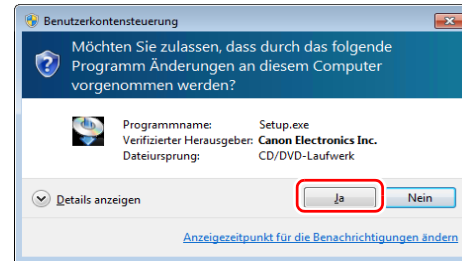 Benutzerkontensteuerung
Möchten Sie zulassen, dass durch das folgende
Programm Änderungen an diesem Computer
vorgenommen werden?
Programmname: Setup.exe
Verifizierter Herausgeber: Canon Electronics Inc.
Dateiursprung: CD/DVD-Laufwerk
Details anzeigen Ja Nein
Anzeigezeitpunkt für die Benachrichtigungen ändern